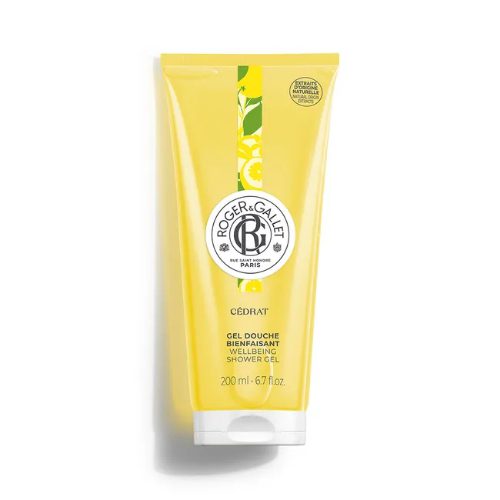 EXTRAITS
D'ORIGINE
NATURELLE
NATURAL ORIGIN
EXTRACTS
ROGER & GALLET
RG
RUE SAINT HONORÉ
PARIS
CÉDRAT
GEL DOUCHE
BIENFAISANT
WELLBEING
SHOWER GEL
200 ml - 6.7 fl.oz.